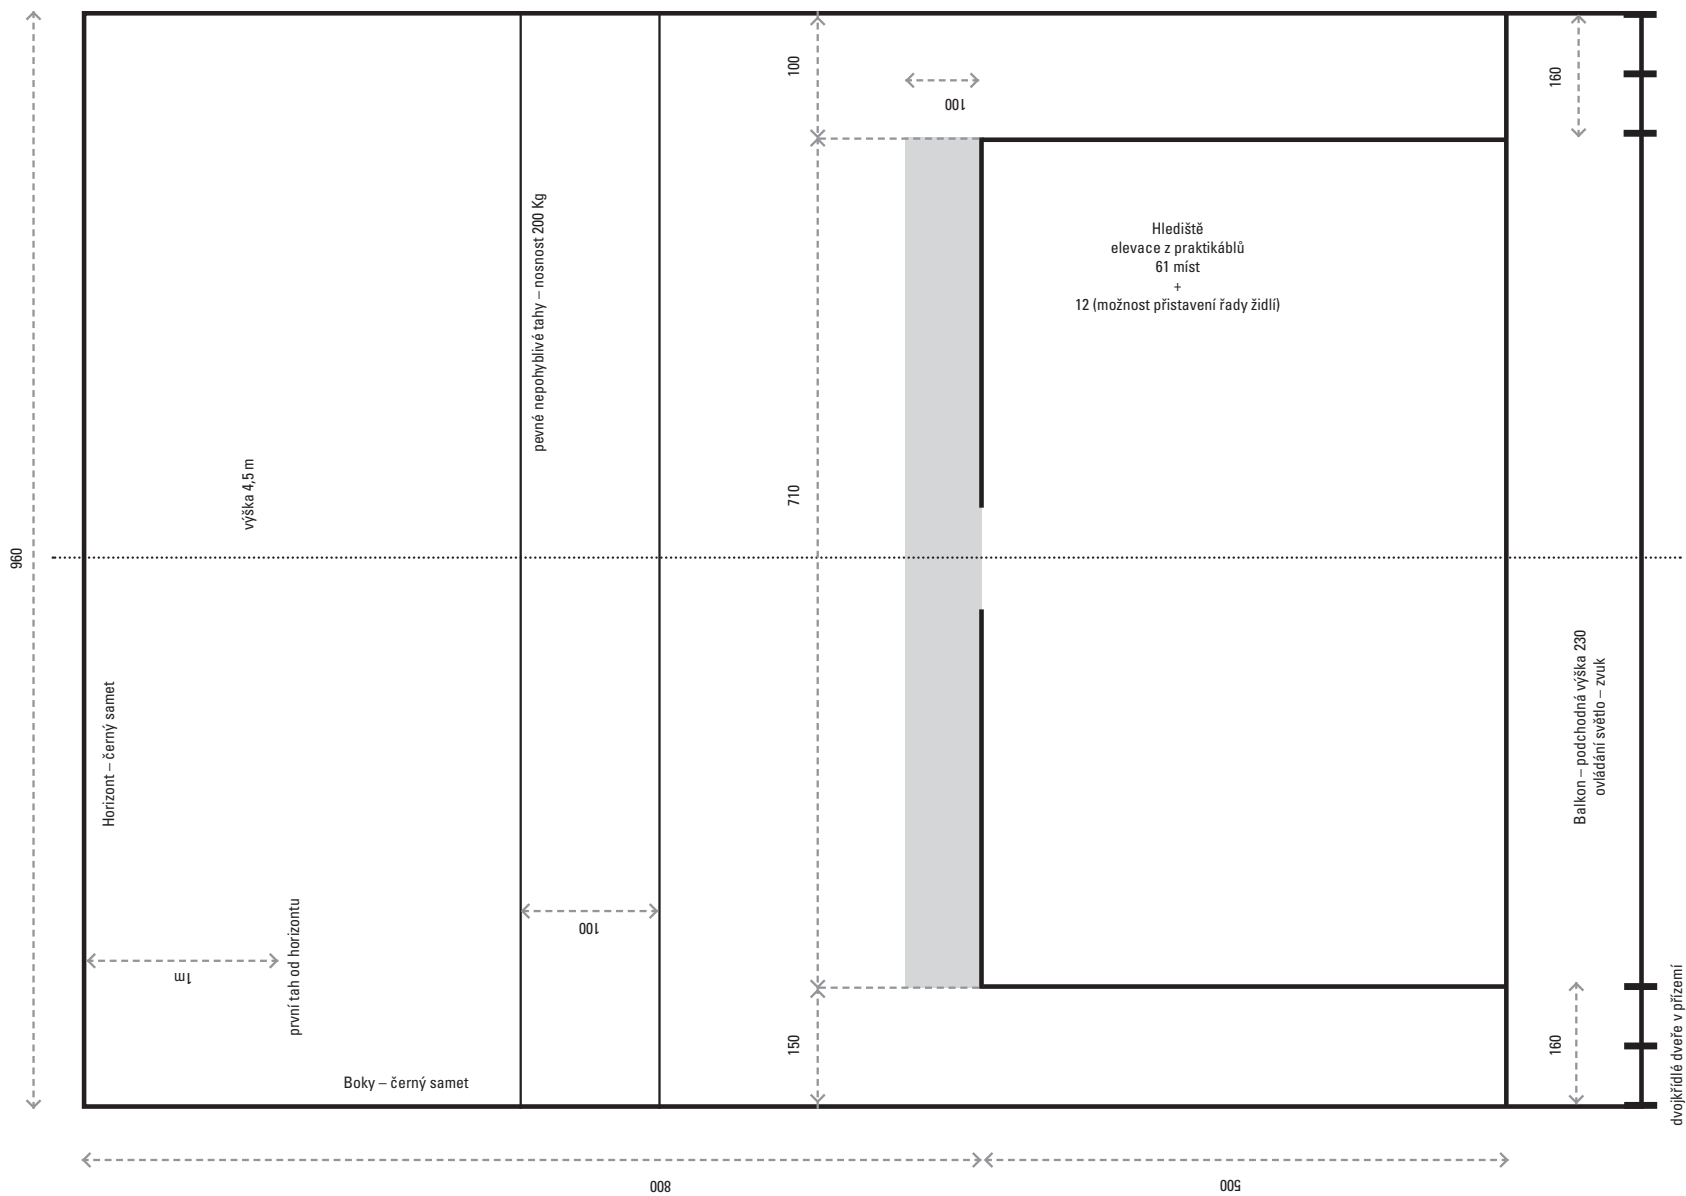 960
Horizont – černý samet
výška 4,5 m
1m
první tah od horizontu
Boky – černý samet
pevné nepohyblivé tahy – nosnost 200 Kg
100
100
710
150
100
Hlediště
elevace z praktikáblů
61 míst
+
12 (možnost přistavení řady židlí)
160
Balkon – podchodná výška 230
ovládání světlo – zvuk
160
dvojkřídlé dveře v přízemí
800
500